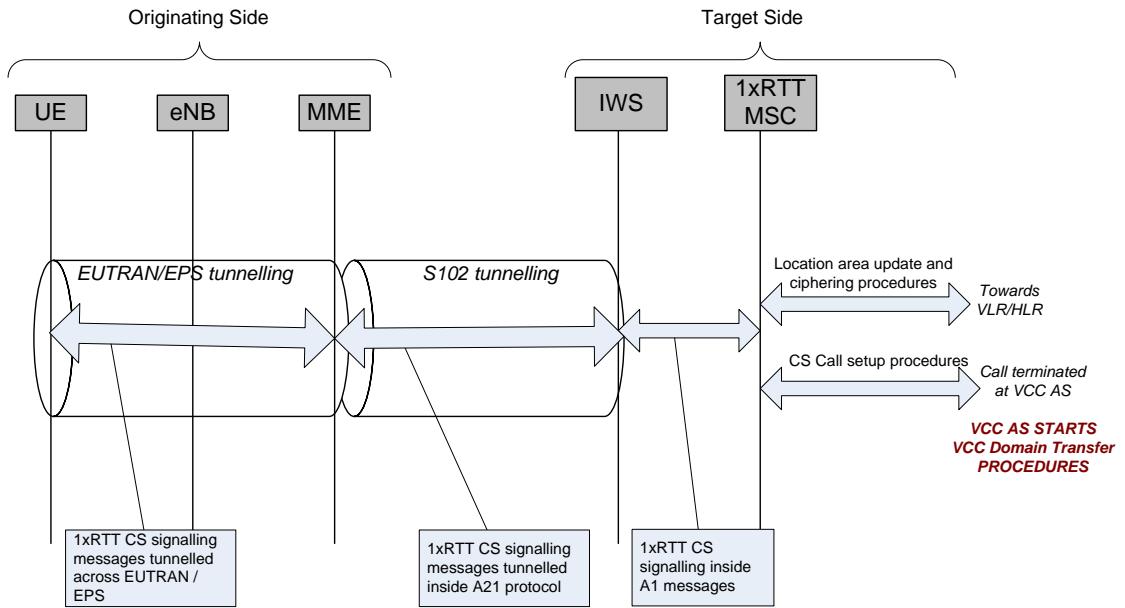 Originating Side
Target Side
UE
eNB
MME
IWS
1xRTT
MSC
EUTRAN/EPS tunnelling
S102 tunnelling
Location area update and
ciphering procedures
Towards
VLR/HLR
CS Call setup procedures
Call terminated
at VCC AS
VCC AS STARTS
VCC Domain Transfer
PROCEDURES
1xRTT CS signalling
messages tunnelled
across EUTRAN /
EPS
1xRTT CS signalling
messages tunnelled
inside A21 protocol
1xRTT CS
signalling inside
A1 messages